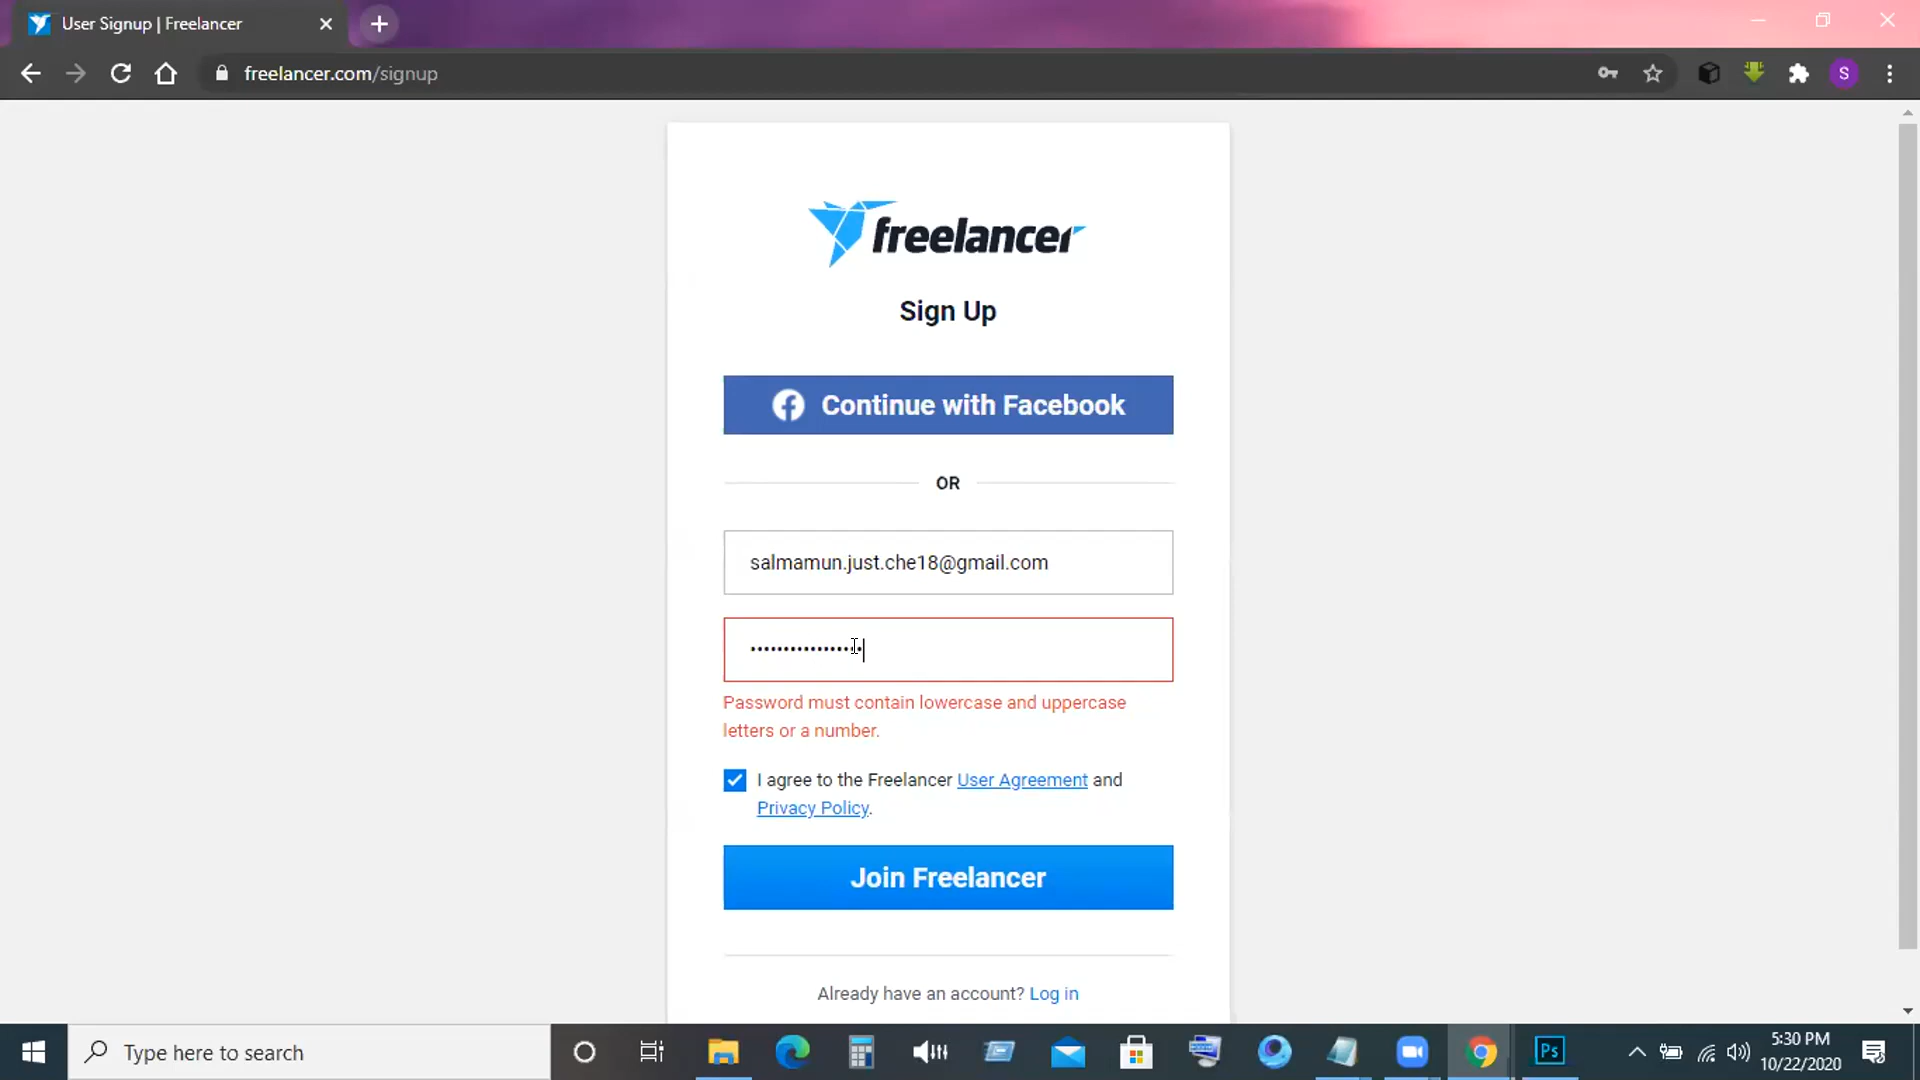 User Signup | Freelancer
freelancer.com/signup
S
freelancer
Sign Up
Continue with Facebook
OR
salmamun.just.che18@gmail.com
••••••••••••••••
Password must contain lowercase and uppercase
letters or a number.
I agree to the Freelancer User Agreement and
Privacy Policy.
Join Freelancer
Already have an account? Log in
Type here to search
Ps
5:30 PM
10/22/2020